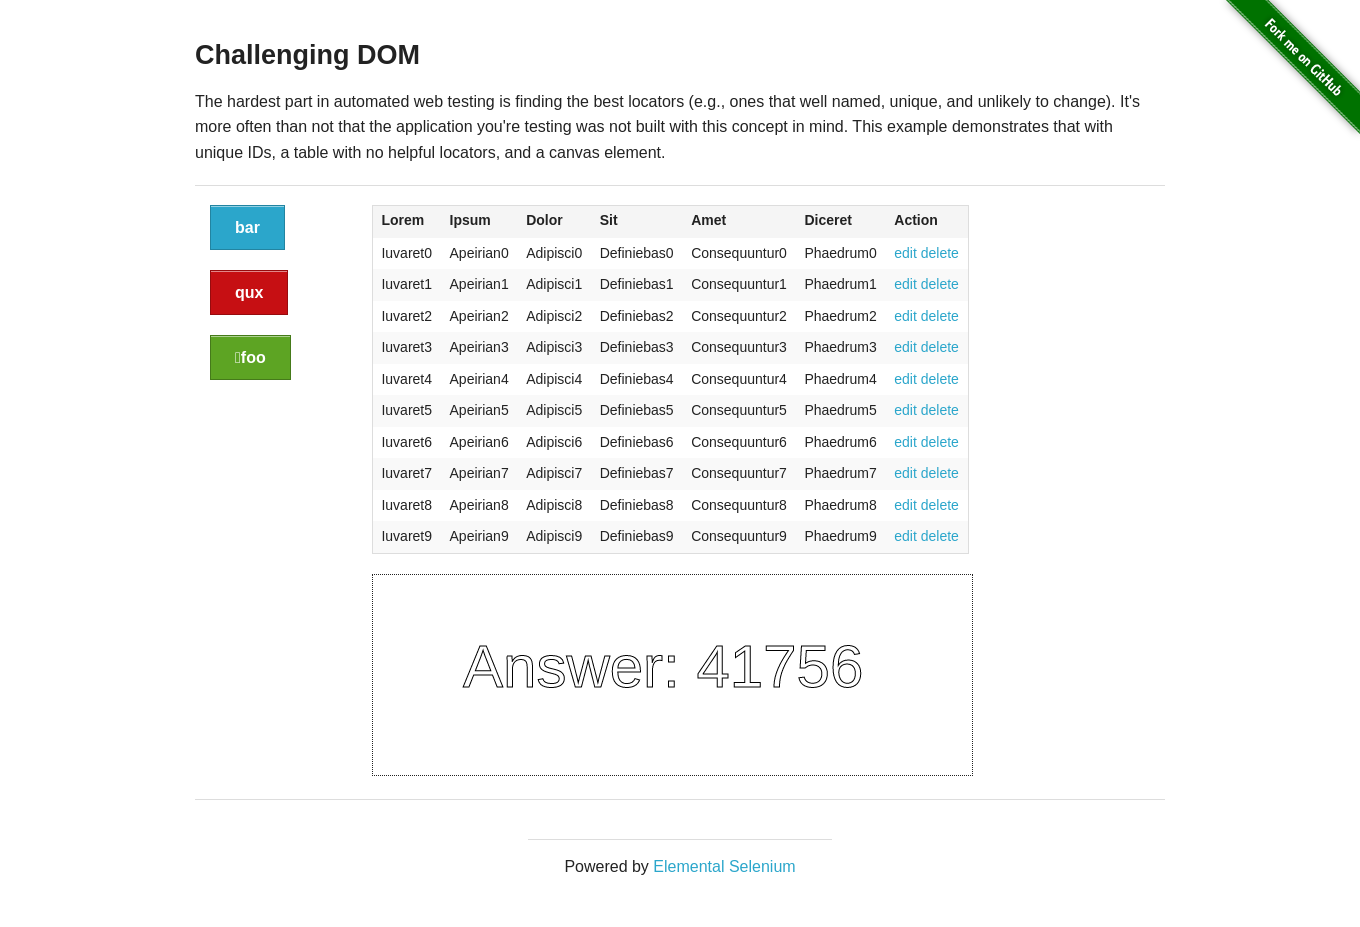 Fork me on GitHub
Challenging DOM
The hardest part in automated web testing is finding the best locators (e.g., ones that well named, unique, and unlikely to change). It's
more often than not that the application you're testing was not built with this concept in mind. This example demonstrates that with
unique IDs, a table with no helpful locators, and a canvas element.
bar
qux
foo
Lorem Ipsum Dolor Sit Amet Diceret Action
Iuvaret0 Apeirian0 Adipisci0 Definiebas0 Consequuntur0 Phaedrum0 edit delete
Iuvaret1 Apeirian1 Adipisci1 Definiebas1 Consequuntur1 Phaedrum1 edit delete
Iuvaret2 Apeirian2 Adipisci2 Definiebas2 Consequuntur2 Phaedrum2 edit delete
Iuvaret3 Apeirian3 Adipisci3 Definiebas3 Consequuntur3 Phaedrum3 edit delete
Iuvaret4 Apeirian4 Adipisci4 Definiebas4 Consequuntur4 Phaedrum4 edit delete
Iuvaret5 Apeirian5 Adipisci5 Definiebas5 Consequuntur5 Phaedrum5 edit delete
Iuvaret6 Apeirian6 Adipisci6 Definiebas6 Consequuntur6 Phaedrum6 edit delete
Iuvaret7 Apeirian7 Adipisci7 Definiebas7 Consequuntur7 Phaedrum7 edit delete
Iuvaret8 Apeirian8 Adipisci8 Definiebas8 Consequuntur8 Phaedrum8 edit delete
Iuvaret9 Apeirian9 Adipisci9 Definiebas9 Consequuntur9 Phaedrum9 edit delete
Answer: 41756
Powered by Elemental Selenium